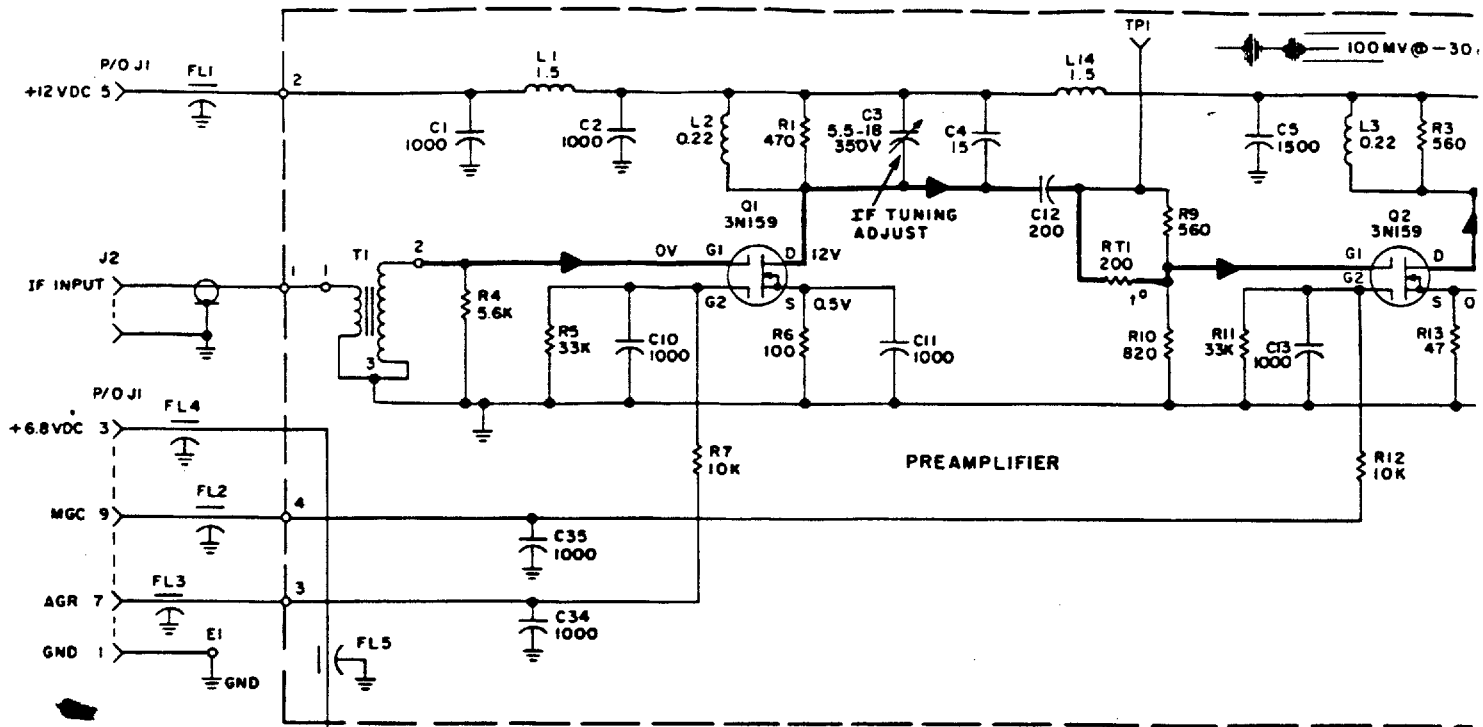 TP1
100 MV @ -30
P/O J1
FL1
+12 VDC 5
2
L1
1.5
L14
1.5
C1
1000
C2
1000
L2
0.22
R1
470
C3
5.5-18
350V
C4
15
C5
1500
L3
0.22
R3
560
IF TUNING
ADJUST
C12
200
R9
560
Q1
3N159
Q2
3N159
J2
IF INPUT
1
1
T1
2
3
0V
G1
D
12V
G2
S
0.5V
RT1
200
t°
G1
D
G2
S
0
R4
5.6K
R5
33K
C10
1000
R6
100
C11
1000
R10
820
R11
33K
C13
1000
R13
47
P/O J1
FL4
+6.8VDC 3
R7
10K
PREAMPLIFIER
R12
10K
FL2
MGC 9
4
C35
1000
FL3
AGR 7
3
C34
1000
E1
GND 1
GND
FL5